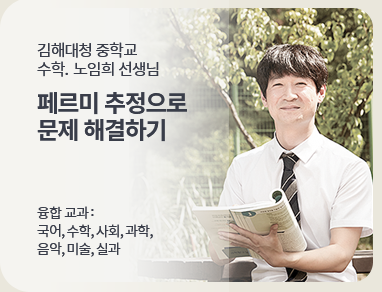 김해대청 중학교
수학. 노임희 선생님
페르미 추정으로
문제 해결하기
융합 교과 :
국어, 수학, 사회, 과학,
음악, 미술, 실과